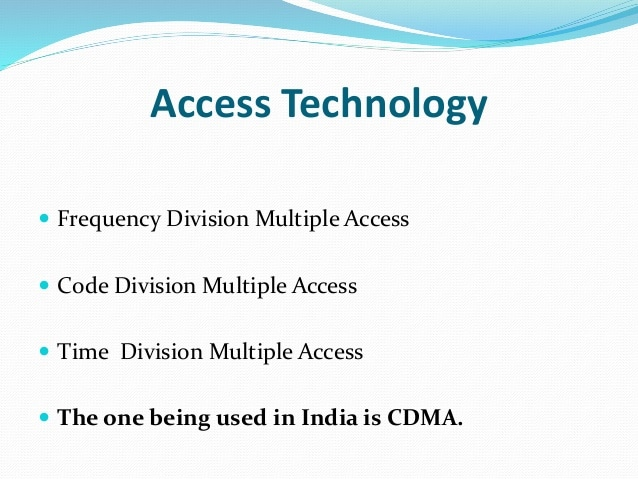 Access Technology
• Frequency Division Multiple Access
• Code Division Multiple Access
• Time  Division Multiple Access
• The one being used in India is CDMA.